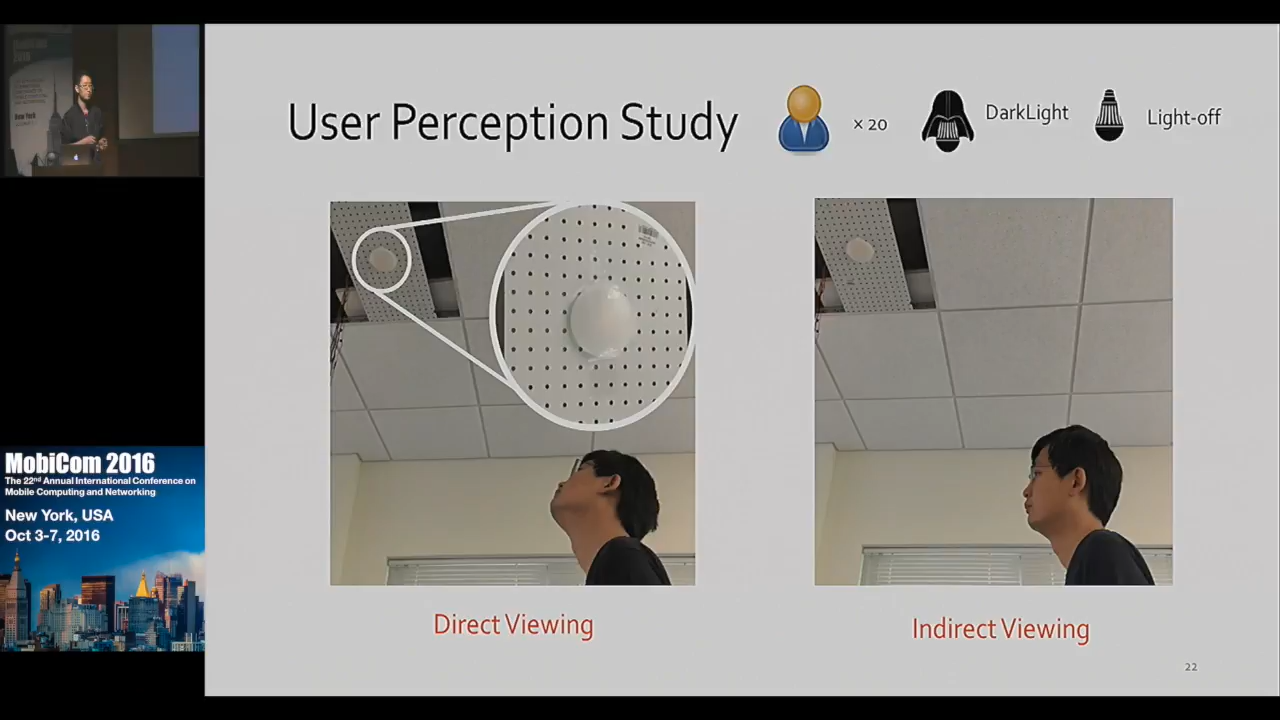 User Perception Study
× 20
DarkLight
Light-off
Direct Viewing
Indirect Viewing
22
MobiCom 2016
The 22nd Annual International Conference on
Mobile Computing and Networking
New York, USA
Oct 3-7, 2016